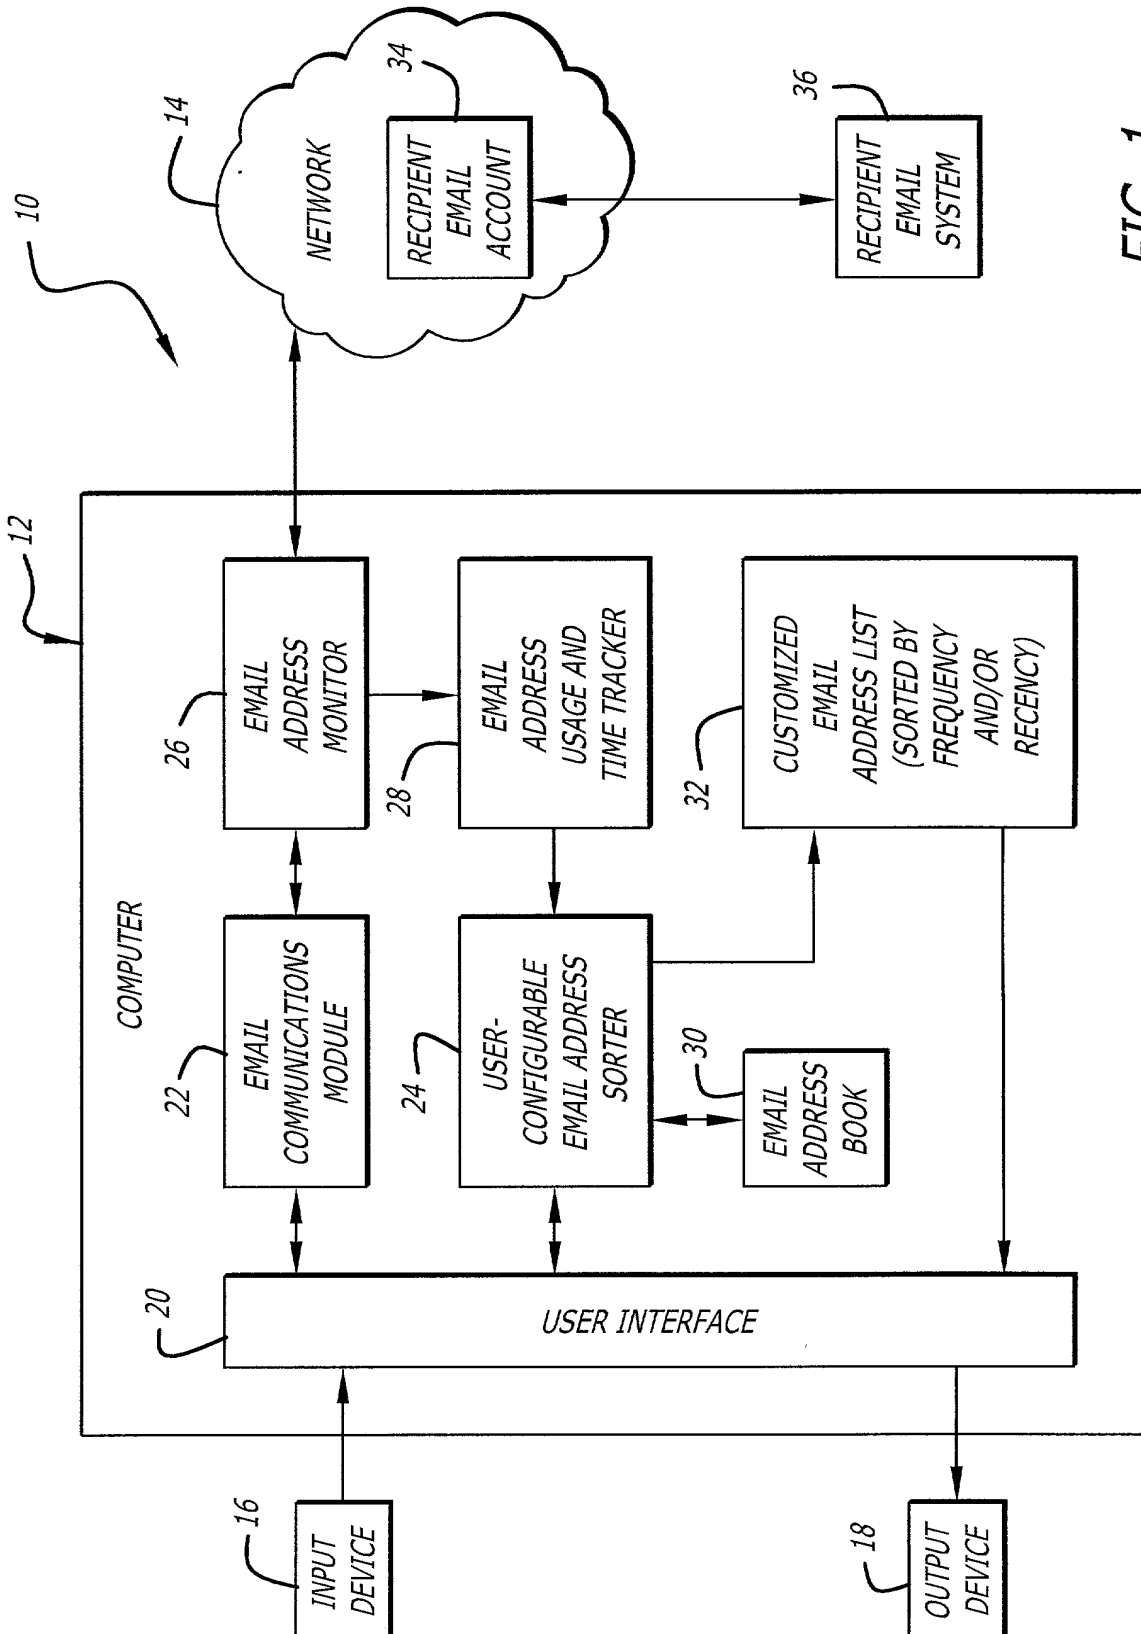 10
12
14
NETWORK
34
RECIPIENT
EMAIL
ACCOUNT
36
RECIPIENT
EMAIL
SYSTEM
COMPUTER
26
EMAIL
ADDRESS
MONITOR
28
EMAIL
ADDRESS
USAGE AND
TIME TRACKER
32
CUSTOMIZED
EMAIL
ADDRESS LIST
(SORTED BY
FREQUENCY
AND/OR
RECENCY)
22
EMAIL
COMMUNICATIONS
MODULE
24
USER-
CONFIGURABLE
EMAIL ADDRESS
SORTER
30
EMAIL
ADDRESS
BOOK
20
USER INTERFACE
16
INPUT
DEVICE
18
OUTPUT
DEVICE
FIG. 1